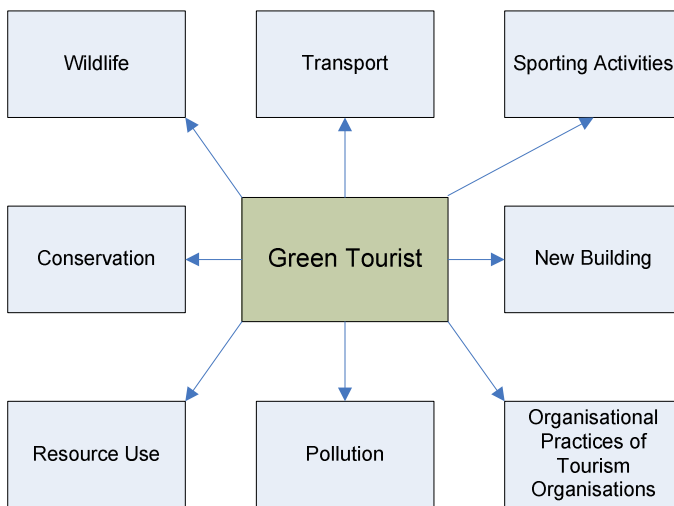 Wildlife
Transport
Sporting Activities
Conservation
Green Tourist
New Building
Resource Use
Pollution
Organisational
Practices of
Tourism
Organisations